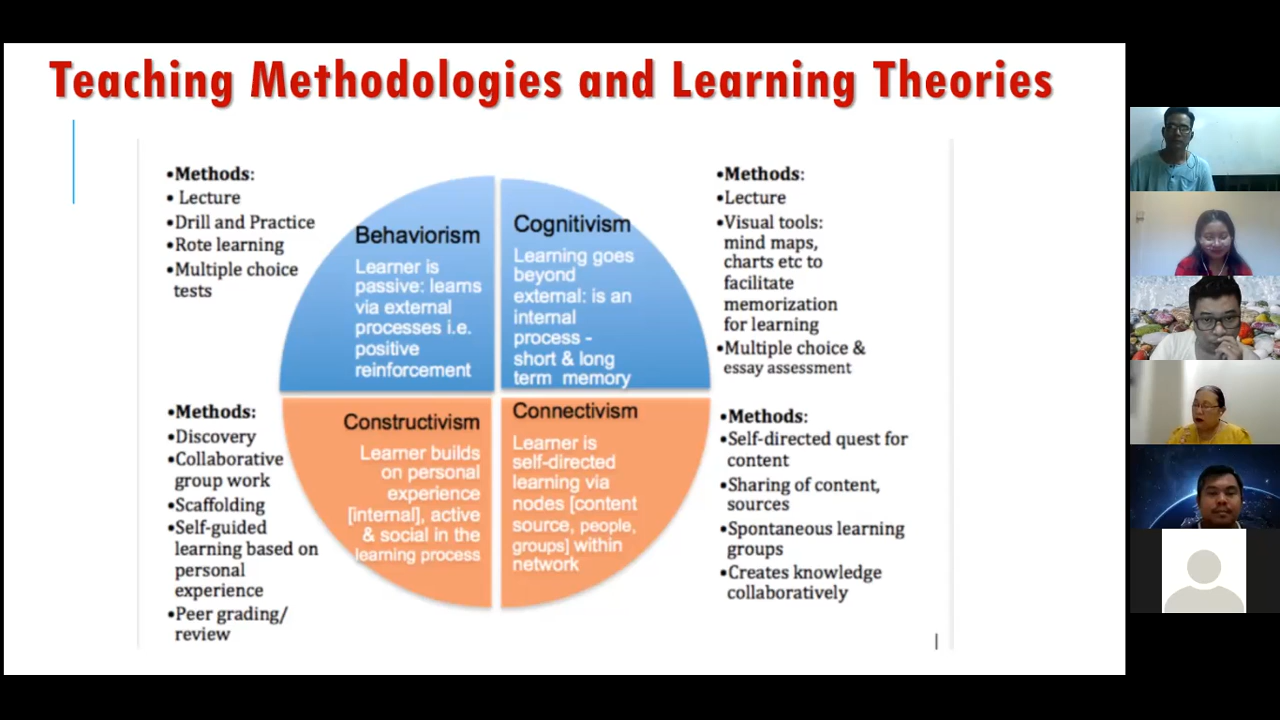 Teaching Methodologies and Learning Theories
•Methods:
• Lecture
•Drill and Practice
•Rote learning
•Multiple choice
tests
Behaviorism
Learner is
passive: learns
via external
processes i.e.
positive
reinforcement
Cognitivism
Learning goes
beyond
external: is an
internal
process -
short & long
term memory
•Methods:
•Lecture
•Visual tools:
mind maps,
charts etc to
facilitate
memorization
for learning
•Multiple choice &
essay assessment
•Methods:
•Discovery
•Collaborative
group work
•Scaffolding
•Self-guided
learning based on
personal
experience
•Peer grading/
review
Constructivism
Learner builds
on personal
experience
[internal], active
& social in the
learning process
Connectivism
Learner is
self-directed
learning via
nodes [content
source, people,
groups] within
network
•Methods:
•Self-directed quest for
content
•Sharing of content,
sources
•Spontaneous learning
groups
•Creates knowledge
collaboratively